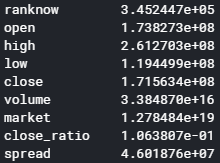 ranknow 3.452447e+05
open 1.738273e+08
high 2.612703e+08
low 1.194499e+08
close 1.715634e+08
volume 3.384870e+16
market 1.278484e+19
close_ratio 1.063807e-01
spread 4.601876e+07